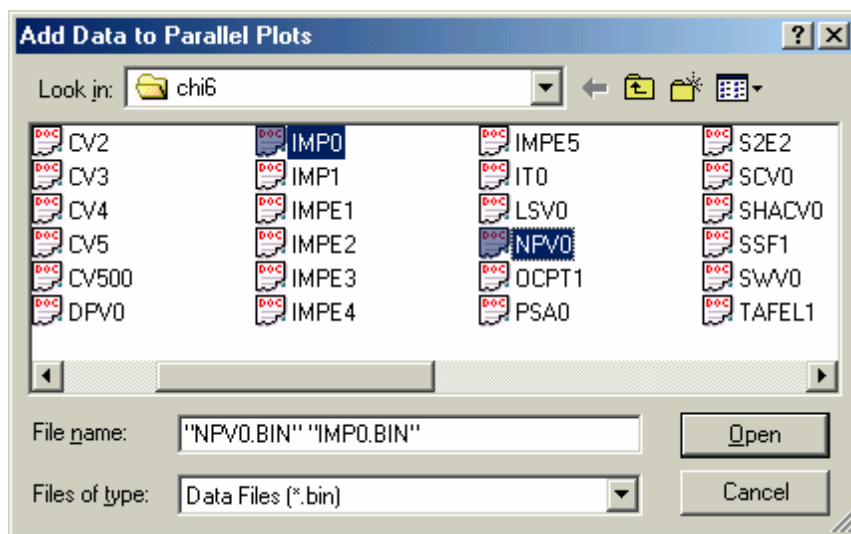 Add Data to Parallel Plots
Look in: chi6
CV2 IMP0 IMPE5 S2E2
CV3 IMP1 IT0 SCV0
CV4 IMPE1 LSV0 SHACV0
CV5 IMPE2 NPV0 SSF1
CV500 IMPE3 OCPT1 SWV0
DPV0 IMPE4 PSA0 TAFEL1
File name: "NPV0.BIN" "IMP0.BIN" Open
Files of type: Data Files (*.bin) Cancel